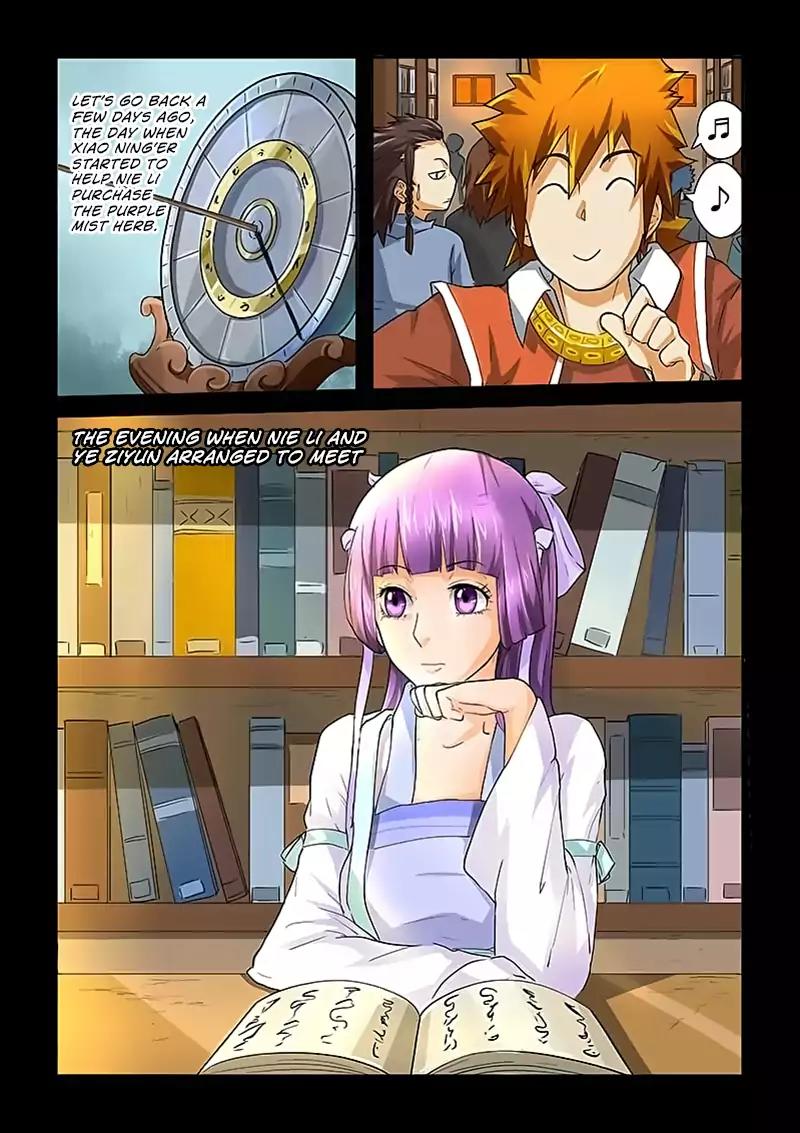 LET'S GO BACK A
FEW DAYS AGO,
THE DAY WHEN
XIAO NING'ER
STARTED TO
HELP NIE LI
PURCHASE
THE PURPLE
MIST HERB.
THE EVENING WHEN NIE LI AND
YE ZIYUN ARRANGED TO MEET